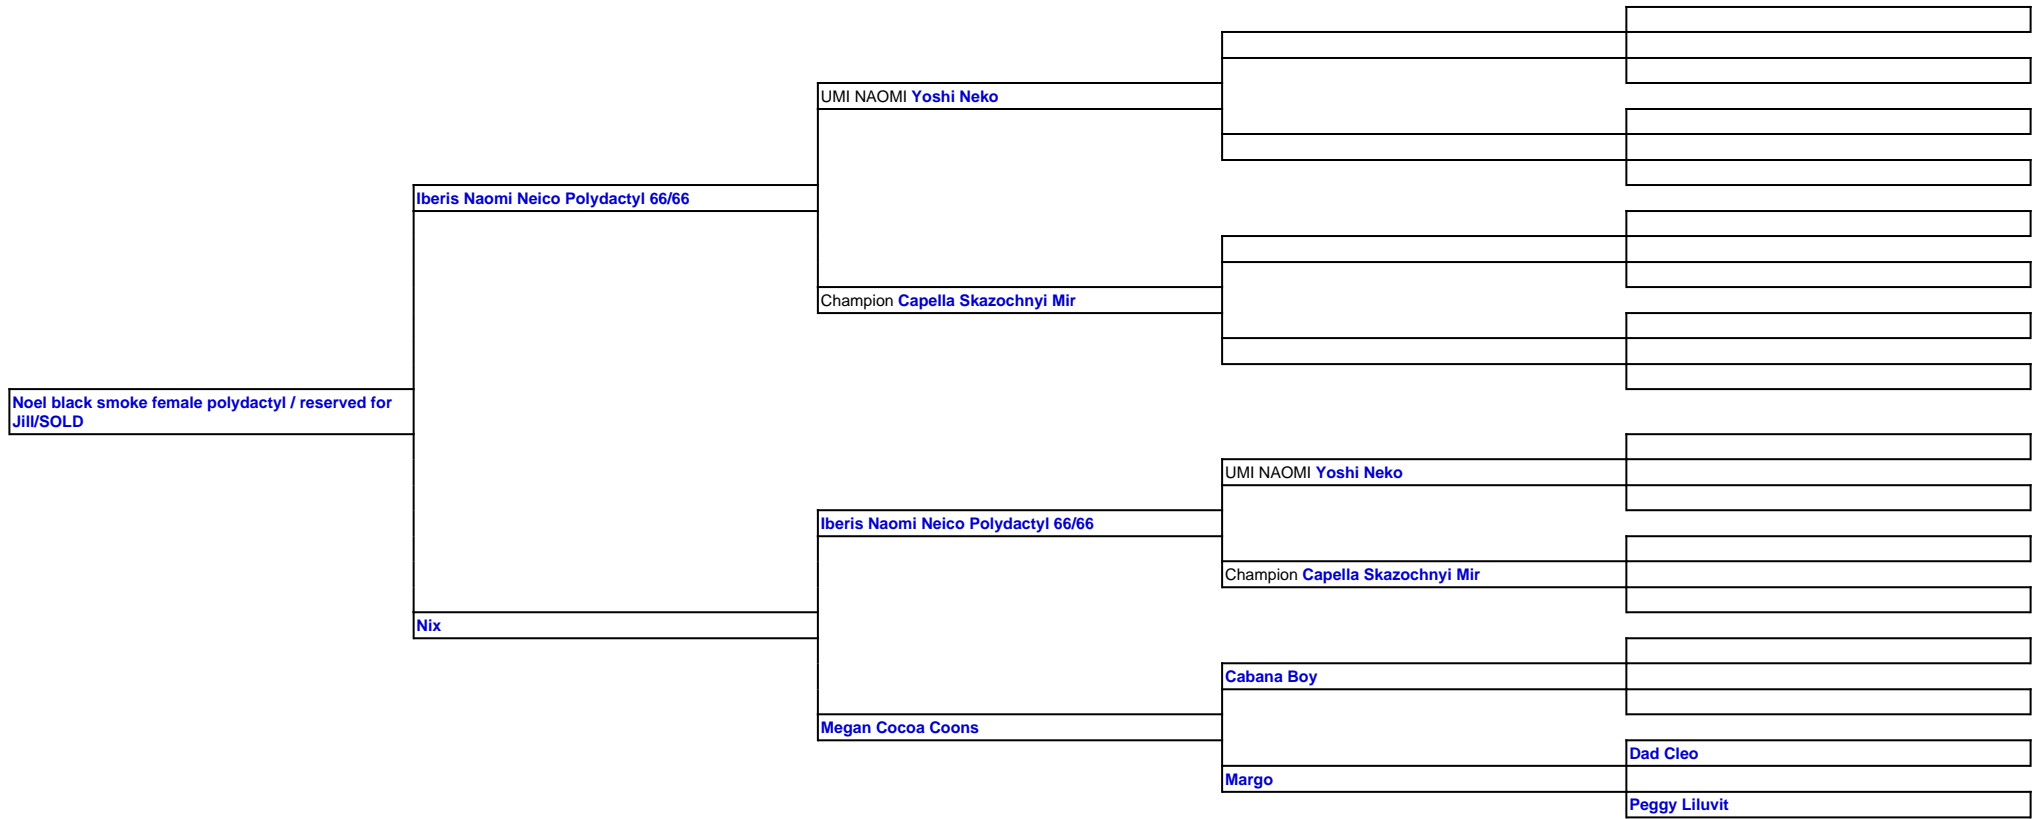 UMI NAOMI Yoshi Neko
Iberis Naomi Neico Polydactyl 66/66
Champion Capella Skazochnyi Mir
Noel black smoke female polydactyl / reserved for
Jill/SOLD
UMI NAOMI Yoshi Neko
Iberis Naomi Neico Polydactyl 66/66
Champion Capella Skazochnyi Mir
Nix
Cabana Boy
Megan Cocoa Coons
Dad Cleo
Margo
Peggy Liluvit